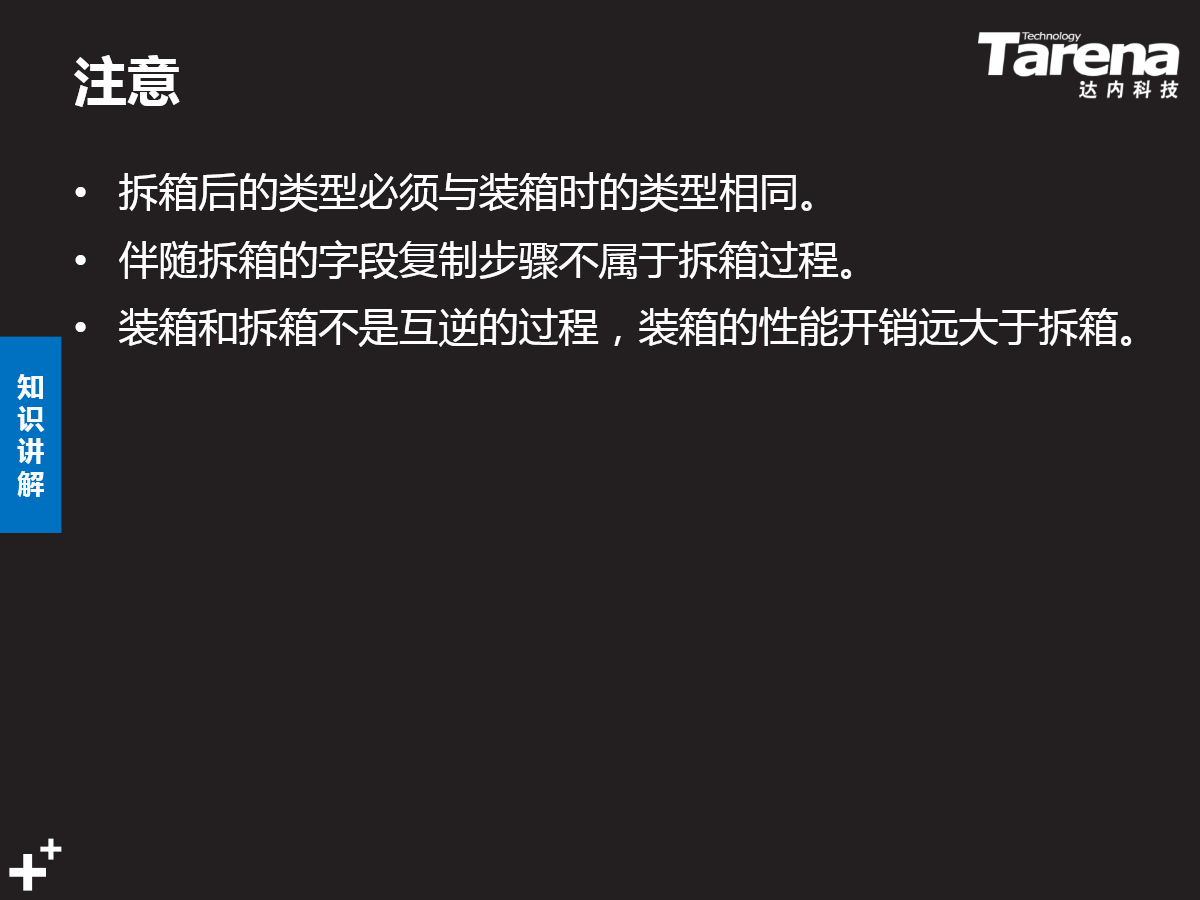 注意
Technology
Tarena
达内科技
• 拆箱后的类型必须与装箱时的类型相同。
• 伴随拆箱的字段复制步骤不属于拆箱过程。
• 装箱和拆箱不是互逆的过程，装箱的性能开销远大于拆箱。
知
识
讲
解